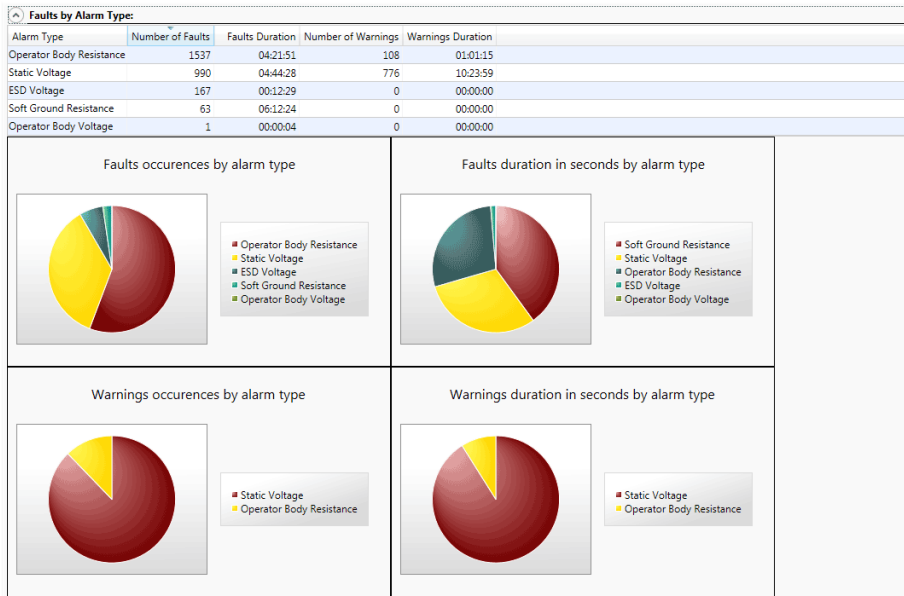 Faults by Alarm Type:
Alarm Type Number of Faults Faults Duration Number of Warnings Warnings Duration
Operator Body Resistance 1537 04:21:51 108 01:01:15
Static Voltage 990 04:44:28 776 10:23:59
ESD Voltage 167 00:12:29 0 00:00:00
Soft Ground Resistance 63 06:12:24 0 00:00:00
Operator Body Voltage 1 00:00:04 0 00:00:00
Faults occurences by alarm type
Operator Body Resistance
Static Voltage
ESD Voltage
Soft Ground Resistance
Operator Body Voltage
Faults duration in seconds by alarm type
Soft Ground Resistance
Static Voltage
Operator Body Resistance
ESD Voltage
Operator Body Voltage
Warnings occurences by alarm type
Static Voltage
Operator Body Resistance
Warnings duration in seconds by alarm type
Static Voltage
Operator Body Resistance